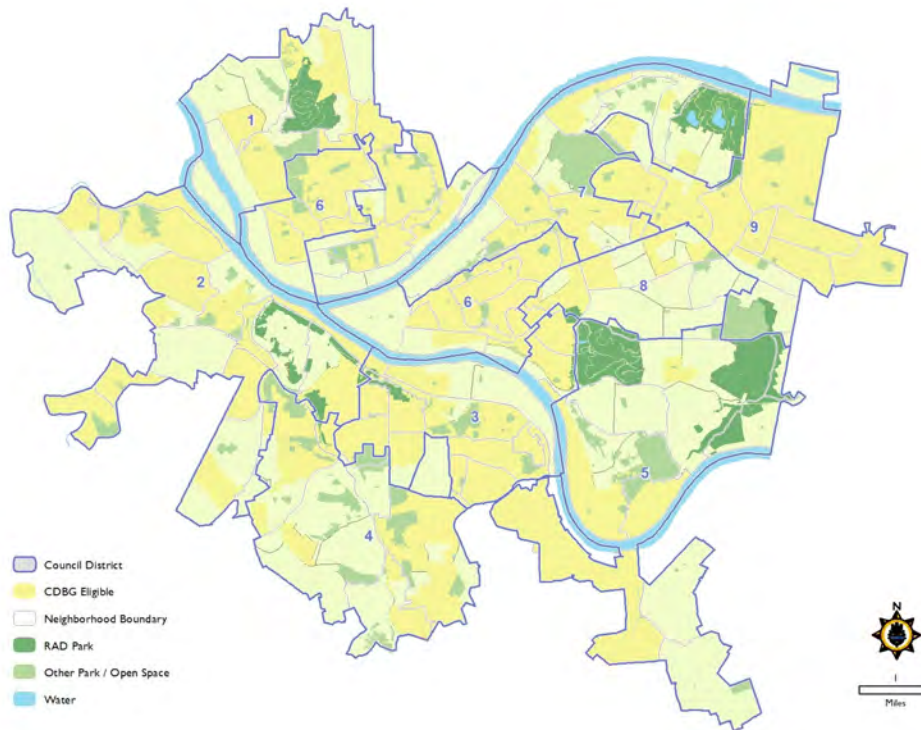 1
7
9
6
2
6
8
3
5
4
Council District
CDBG Eligible
Neighborhood Boundary
RAD Park
Other Park / Open Space
Water
N
1
Miles